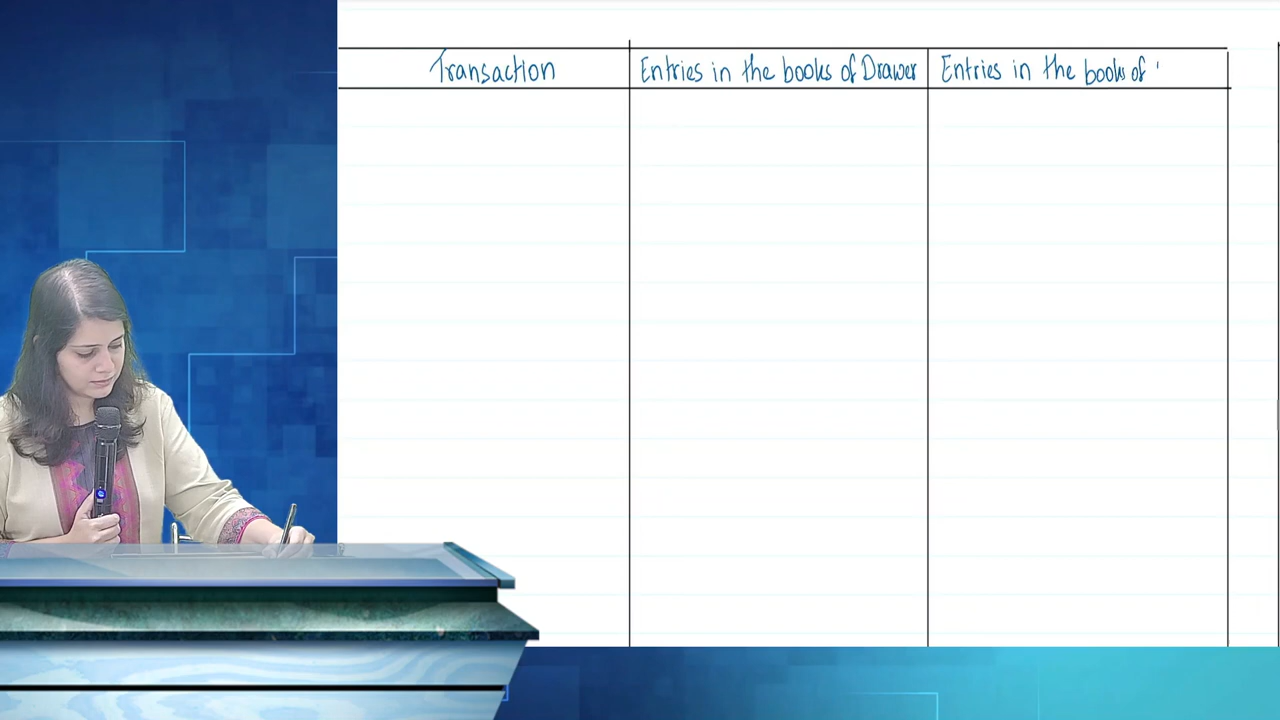 Transaction
Entries in the books of Drawer
Entries in the books of